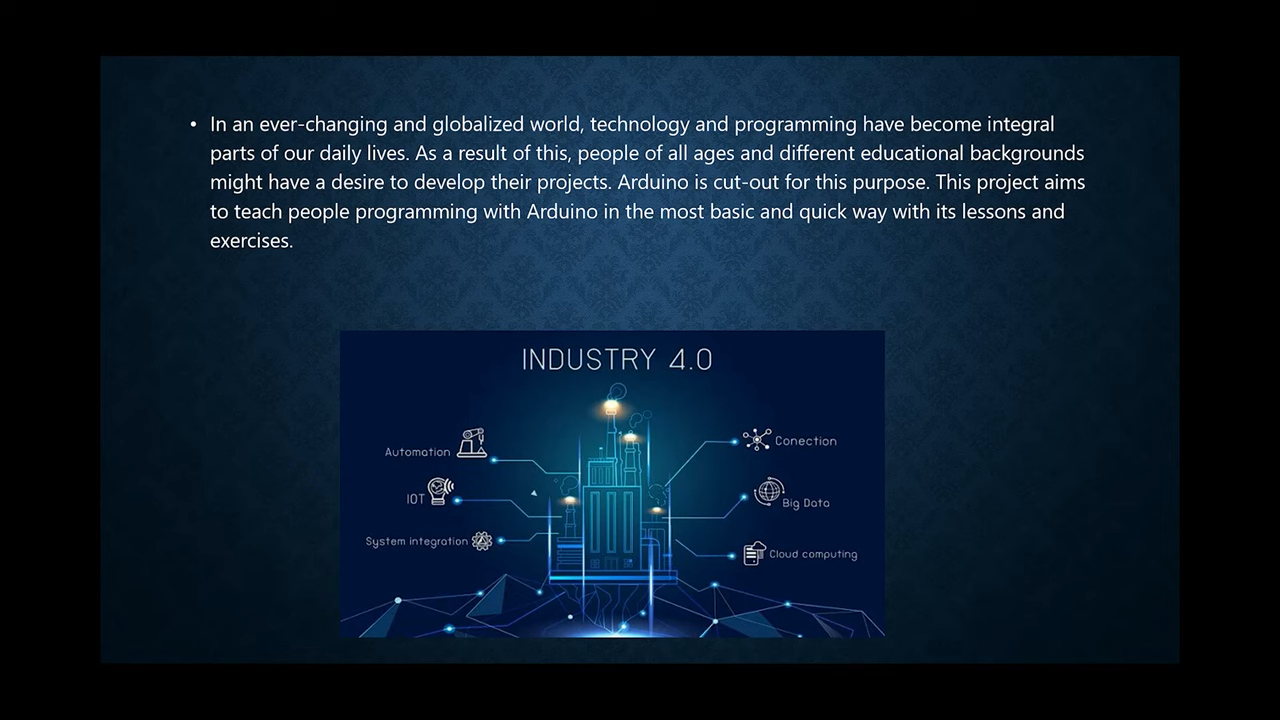 • In an ever-changing and globalized world, technology and programming have become integral
parts of our daily lives. As a result of this, people of all ages and different educational backgrounds
might have a desire to develop their projects. Arduino is cut-out for this purpose. This project aims
to teach people programming with Arduino in the most basic and quick way with its lessons and
exercises.
INDUSTRY 4.0
Automation
IOT
System integration
Conection
Big Data
Cloud computing